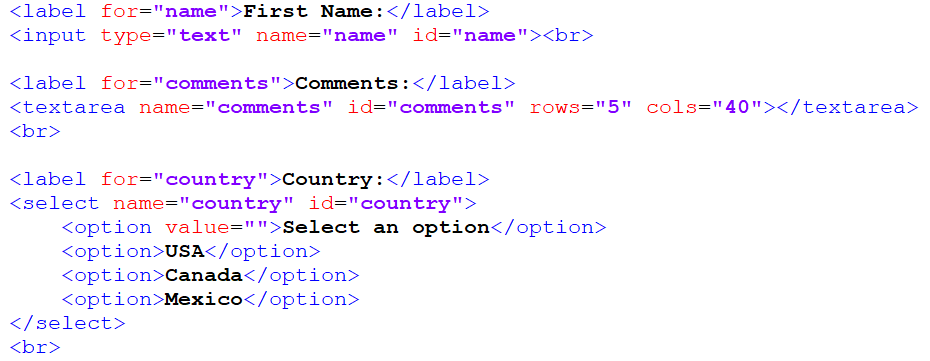 <label for="name">First Name:</label>
<input type="text" name="name" id="name"><br>
<label for="comments">Comments:</label>
<textarea name="comments" id="comments" rows="5" cols="40"></textarea>
<br>
<label for="country">Country:</label>
<select name="country" id="country">
    <option value="">Select an option</option>
    <option>USA</option>
    <option>Canada</option>
    <option>Mexico</option>
</select>
<br>